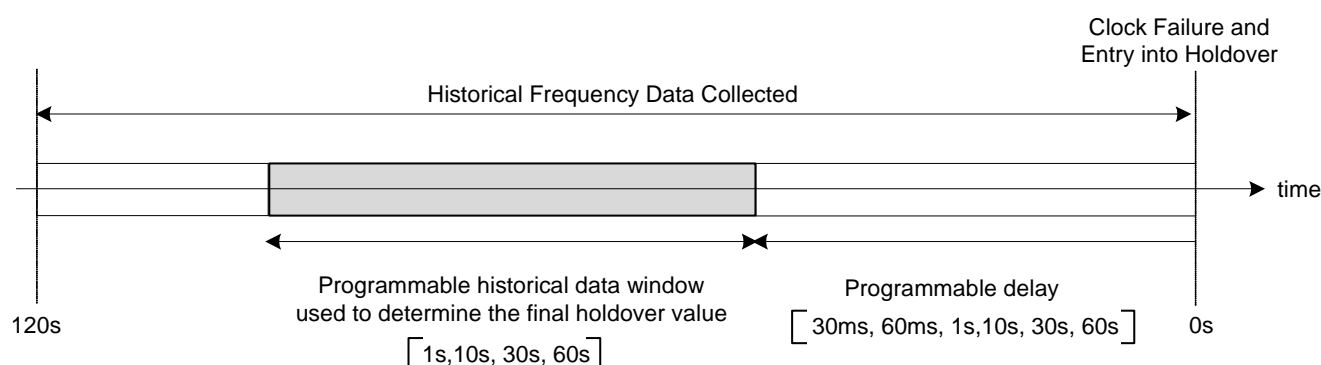 Clock Failure and
Entry into Holdover
Historical Frequency Data Collected
time
Programmable historical data window
used to determine the final holdover value
[1s,10s, 30s, 60s]
Programmable delay
[30ms, 60ms, 1s,10s, 30s, 60s]
120s
0s